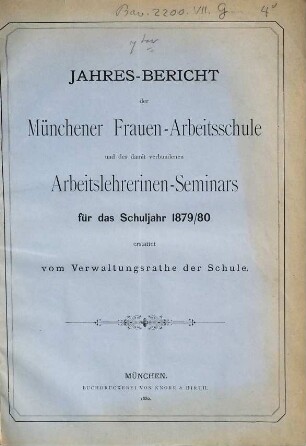 Bav. 2200. VII. G. 4°
7ter
JAHRES-BERICHT
der
Münchener Frauen-Arbeitsschule
und des damit verbundenen
Arbeitslehrerinen-Seminars
für das Schuljahr 1879/80
erstattet
vom Verwaltungsrathe der Schule.
MÜNCHEN.
BUCHDRUCKEREI VON KNORR & HIRTH.